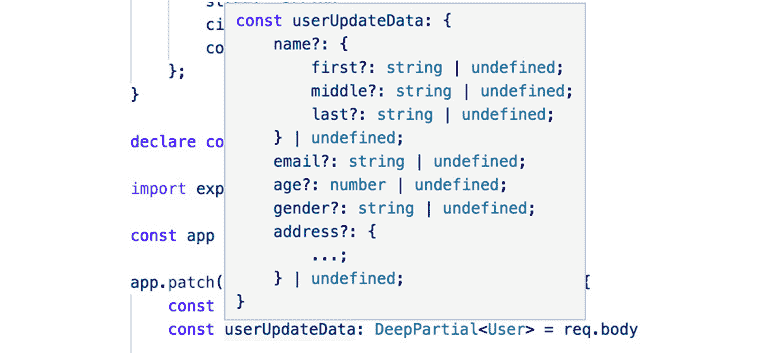 ci
co
};
}
declare co
import exp
const app
app.patch( {
const
const userUpdateData: DeepPartial<User> = req.body
const userUpdateData: {
name?: {
first?: string | undefined;
middle?: string | undefined;
last?: string | undefined;
} | undefined;
email?: string | undefined;
age?: number | undefined;
gender?: string | undefined;
address?: {
...;
} | undefined;
}